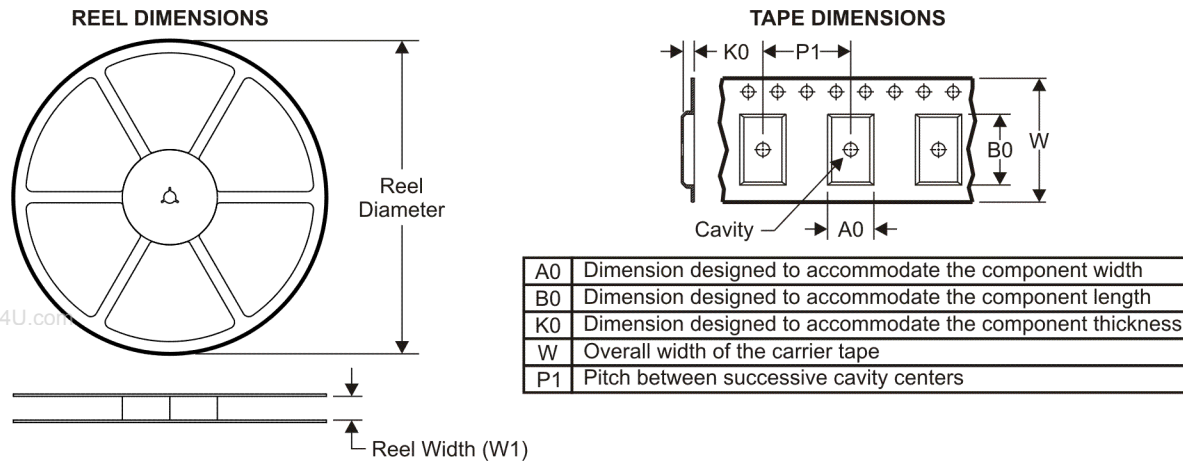 REEL DIMENSIONS
Reel
Diameter
4U.com
Reel Width (W1)
TAPE DIMENSIONS
K0
P1
B0
W
Cavity
A0
A0 Dimension designed to accommodate the component width
B0 Dimension designed to accommodate the component length
K0 Dimension designed to accommodate the component thickness
W Overall width of the carrier tape
P1 Pitch between successive cavity centers